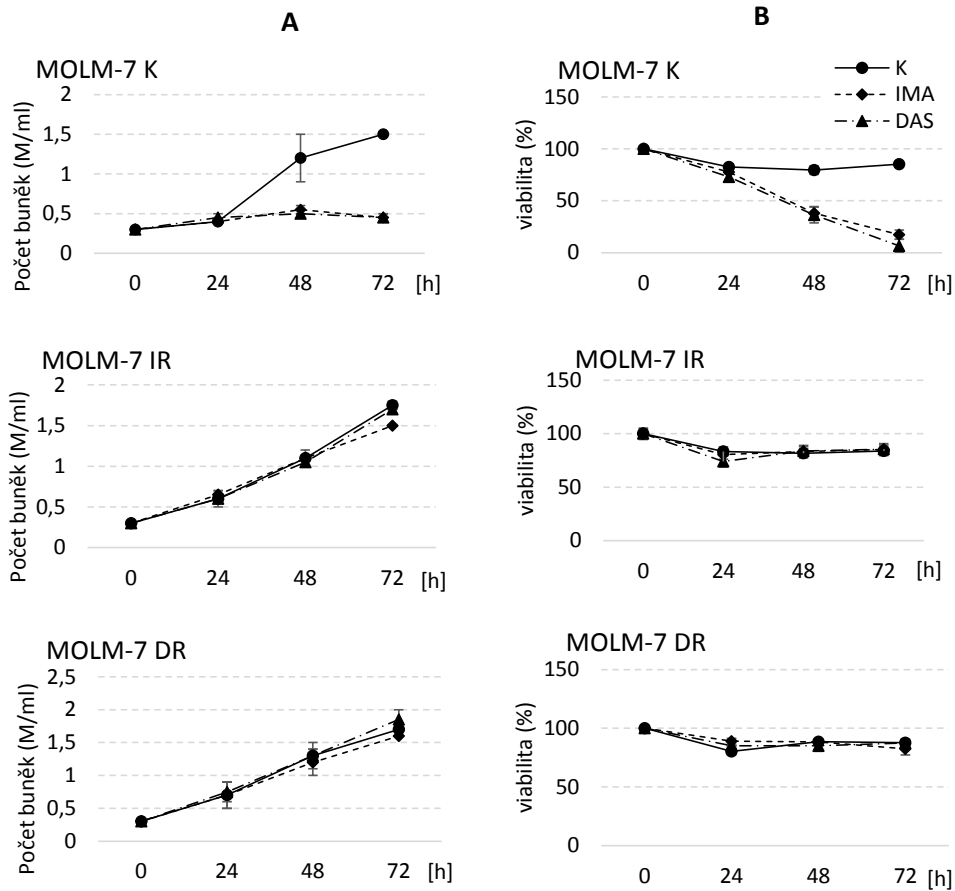 A
B
MOLM-7 K
Počet buněk (M/ml)
2
1,5
1
0,5
0
0 24 48 72 [h]
MOLM-7 K
K
IMA
DAS
viabilita (%)
150
100
50
0
0 24 48 72 [h]
MOLM-7 IR
Počet buněk (M/ml)
2
1,5
1
0,5
0
0 24 48 72 [h]
MOLM-7 IR
viabilita (%)
150
100
50
0
0 24 48 72 [h]
MOLM-7 DR
Počet buněk (M/ml)
2,5
2
1,5
1
0,5
0
0 24 48 72 [h]
MOLM-7 DR
viabilita (%)
150
100
50
0
0 24 48 72 [h]